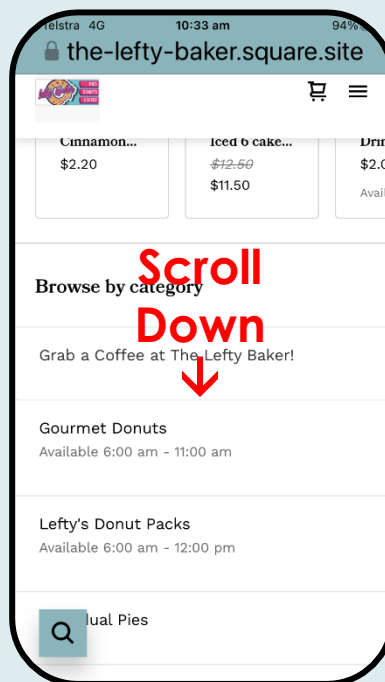 Telstra 4G 10:33 am 94%
the-lefty-baker.square.site
Cinnamon... Iced 6 cake... Dri
$2.20 $12.50 $2.0
$11.50 Avail
Browse by category
Scroll
Down
Grab a Coffee at The Lefty Baker!
Gourmet Donuts
Available 6:00 am - 11:00 am
Lefty's Donut Packs
Available 6:00 am - 12:00 pm
dual Pies